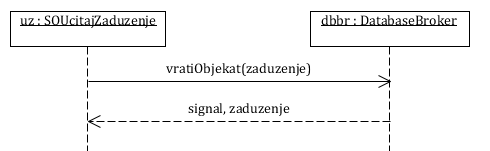 uz : SOUcitajZaduzenje
dbbr : DatabaseBroker
vratiObjekat(zaduzenje)
signal, zaduzenje